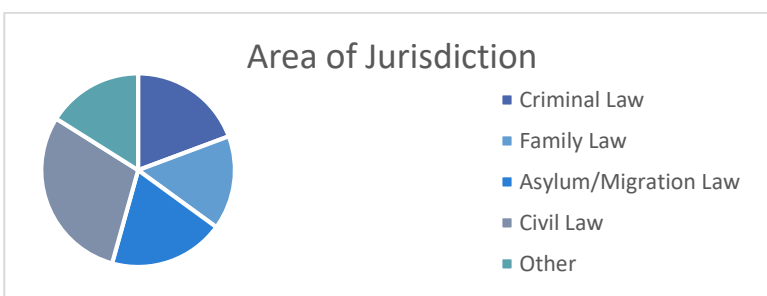 Area of Jurisdiction
Criminal Law
Family Law
Asylum/Migration Law
Civil Law
Other